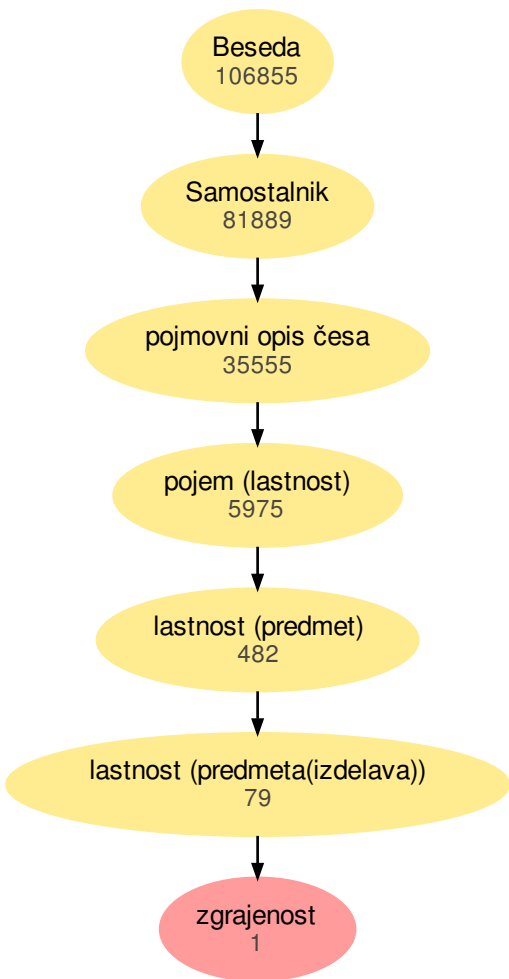 Beseda
106855
Samostalnik
81889
pojmovni opis česa
35555
pojem (lastnost)
5975
lastnost (predmet)
482
lastnost (predmeta(izdelava))
79
zgrajenost
1